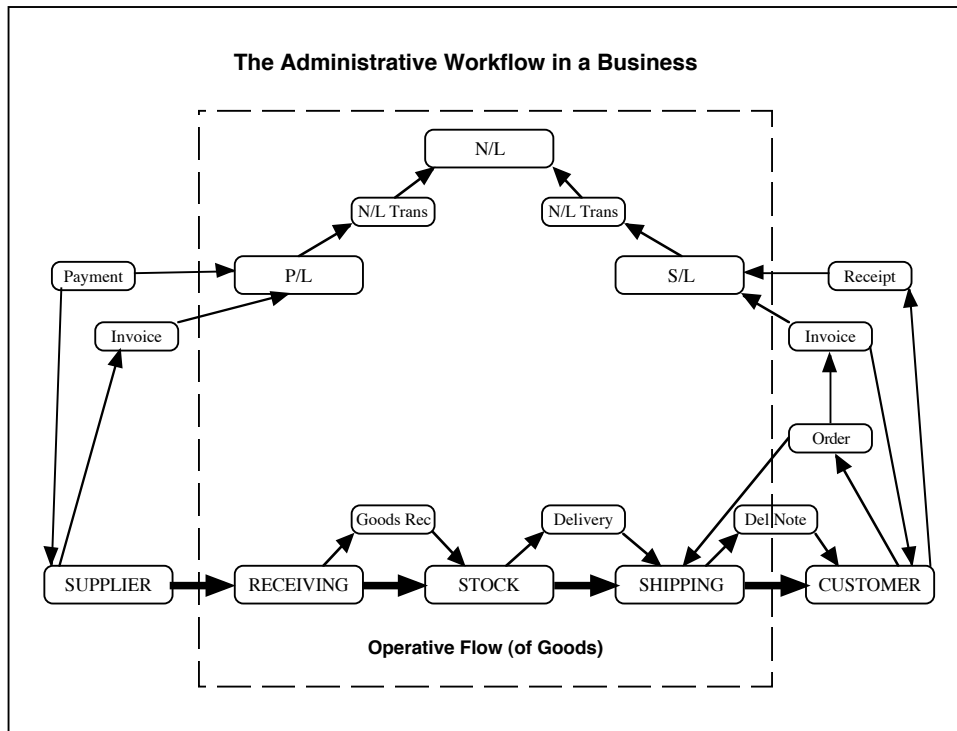 The Administrative Workflow in a Business
N/L
N/L Trans
N/L Trans
Payment
P/L
S/L
Receipt
Invoice
Invoice
Order
Goods Rec
Delivery
Del Note
SUPPLIER
RECEIVING
STOCK
SHIPPING
CUSTOMER
Operative Flow (of Goods)